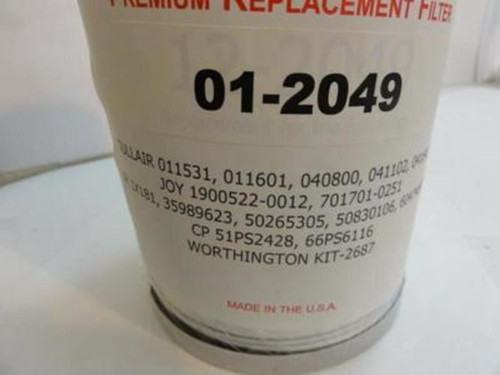 PREMIUM REPLACEMENT FILTER
01-2049
011531, 011601, 040800, 041102,
JOY 1900522-0012, 701701-0251
35989623, 50265305, 50830106,
CP 51PS2428, 66PS6116
WORTHINGTON KIT-2687
MADE IN THE U.S.A.